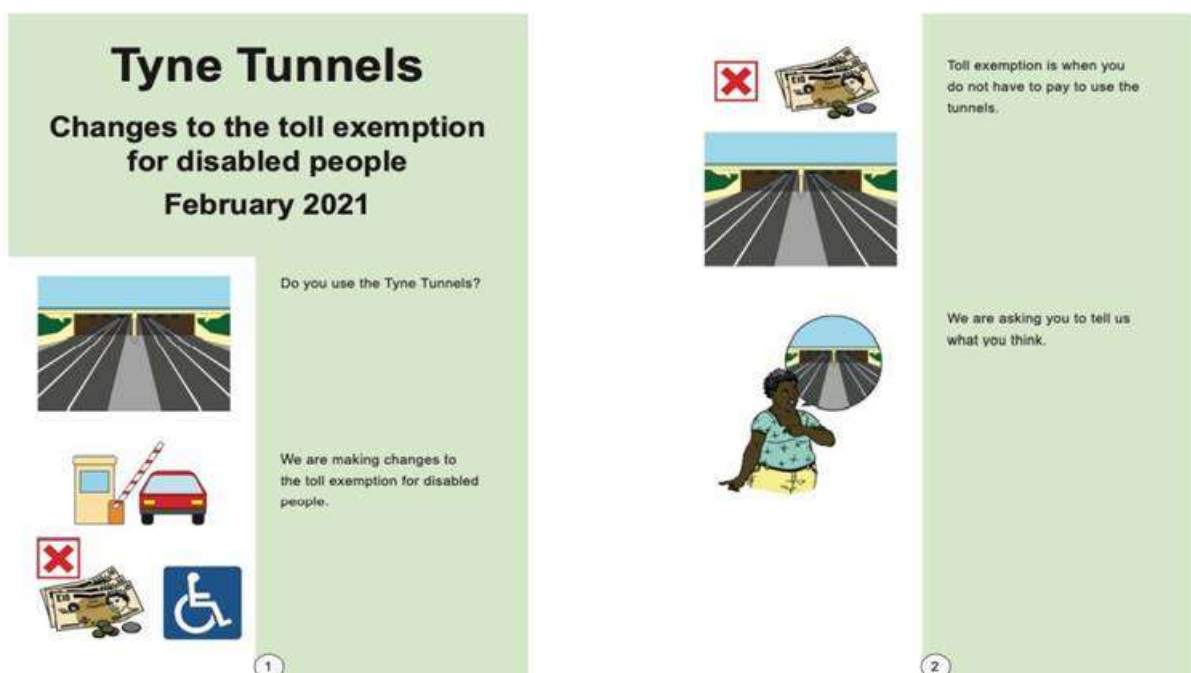 Tyne Tunnels
Changes to the toll exemption
for disabled people
February 2021
Do you use the Tyne Tunnels?
We are making changes to
the toll exemption for disabled
people.
£10
1
Toll exemption is when you
do not have to pay to use the
tunnels.
£10
We are asking you to tell us
what you think.
2